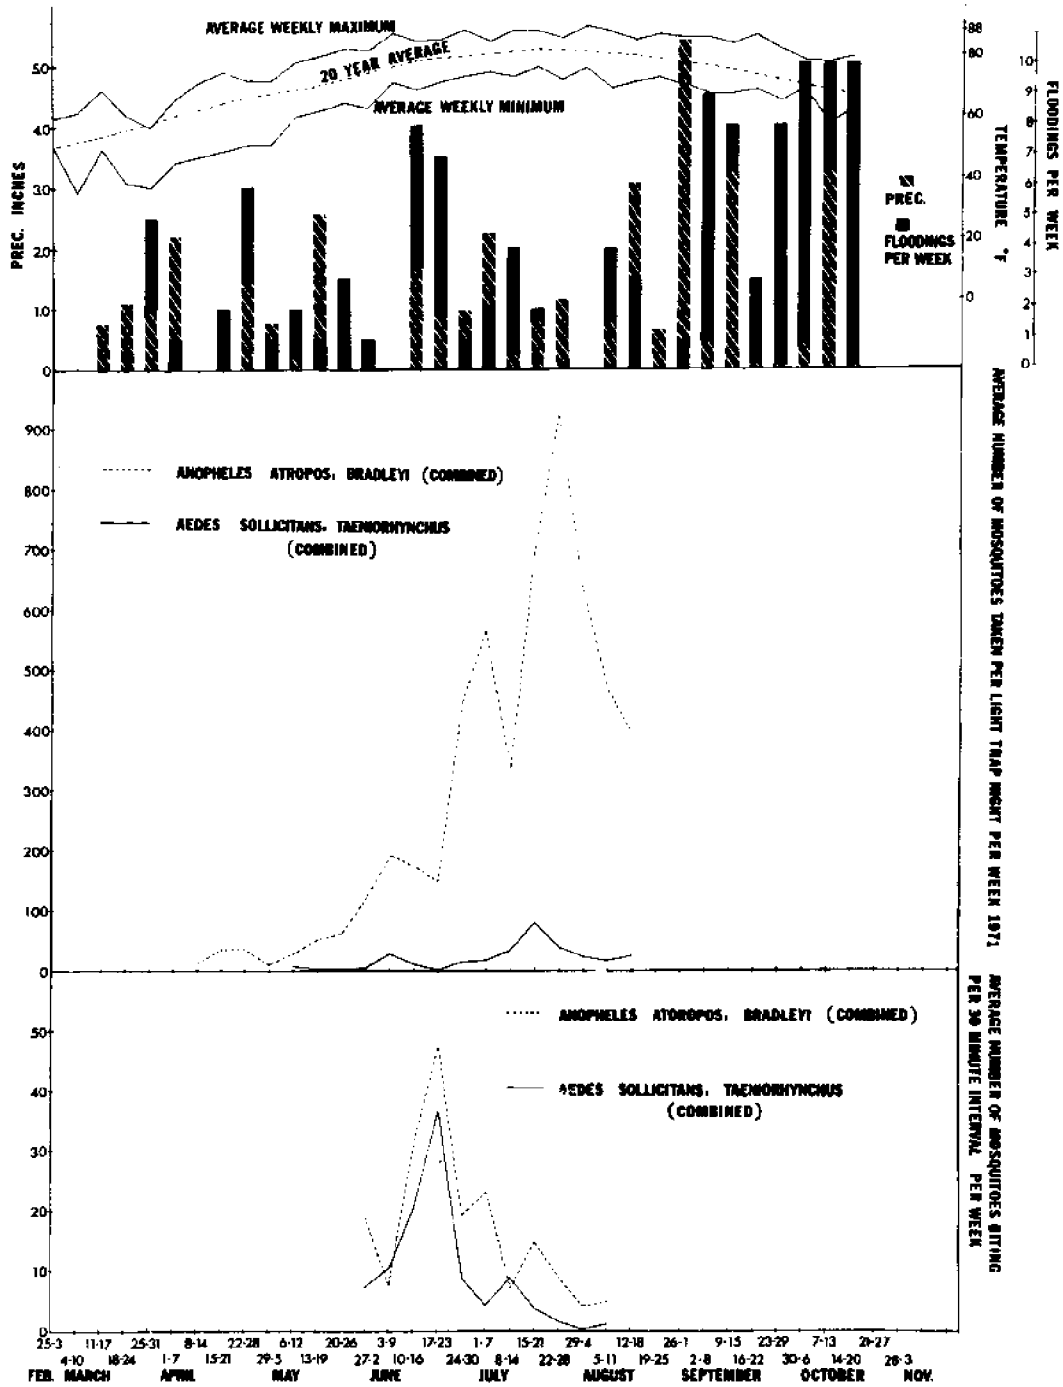 AVERAGE WEEKLY MAXIMUM
20 YEAR AVERAGE
AVERAGE WEEKLY MINIMUM
PREC. INCHES
5.0
4.0
3.0
2.0
1.0
0
88
80
60
40
20
0
TEMPERATURE °F
10
9
8
7
6
5
4
3
2
1
0
FLOODINGS PER WEEK
PREC.
FLOODINGS
PER WEEK
900
800
700
600
500
400
300
200
100
0
ANOPHELES ATROPOS, BRADLEYI (COMBINED)
AEDES SOLLICITANS, TAENIORHYNCHUS
(COMBINED)
AVERAGE NUMBER OF MOSQUITOES TAKEN PER LIGHT TRAP NIGHT PER WEEK 1971
50
40
30
20
10
0
ANOPHELES ATOROPOS, BRADLEYI (COMBINED)
AEDES SOLLICITANS, TAENIORHYNCHUS
(COMBINED)
AVERAGE NUMBER OF MOSQUITOES BITING
PER 30 MINUTE INTERVAL PER WEEK
25-3 11-17 25-31 8-14 22-28 6-12 20-26 3-9 17-23 1-7 15-21 29-4 12-18 26-1 9-15 23-29 7-13 21-27
4-10 18-24 1-7 15-21 29-5 13-19 27-2 10-16 24-30 8-14 22-28 5-11 19-25 2-8 16-22 30-6 14-20 28-3
FEB. MARCH APRIL MAY JUNE JULY AUGUST SEPTEMBER OCTOBER NOV.